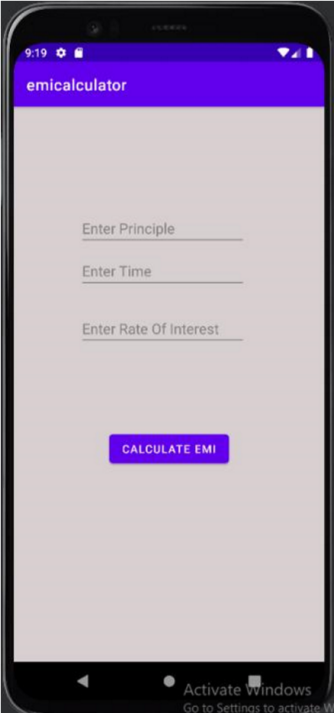 9:19
emicalculator
Enter Principle
Enter Time
Enter Rate Of Interest
CALCULATE EMI
Activate Windows
Go to Settings to activate W